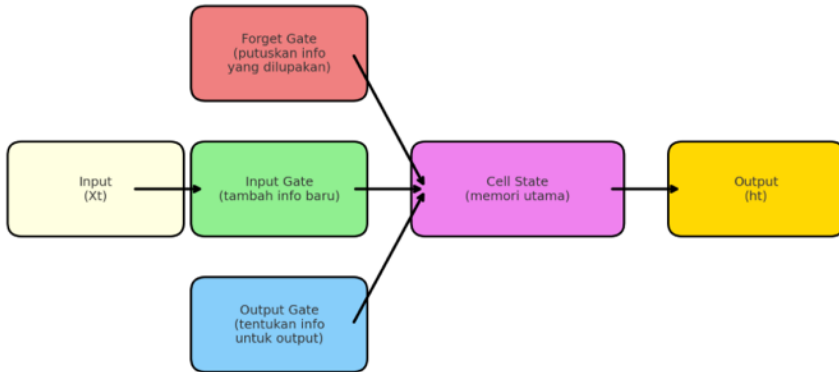 Forget Gate
(putuskan info
yang dilupakan)
Input
(Xt)
Input Gate
(tambah info baru)
Cell State
(memori utama)
Output
(ht)
Output Gate
(tentukan info
untuk output)